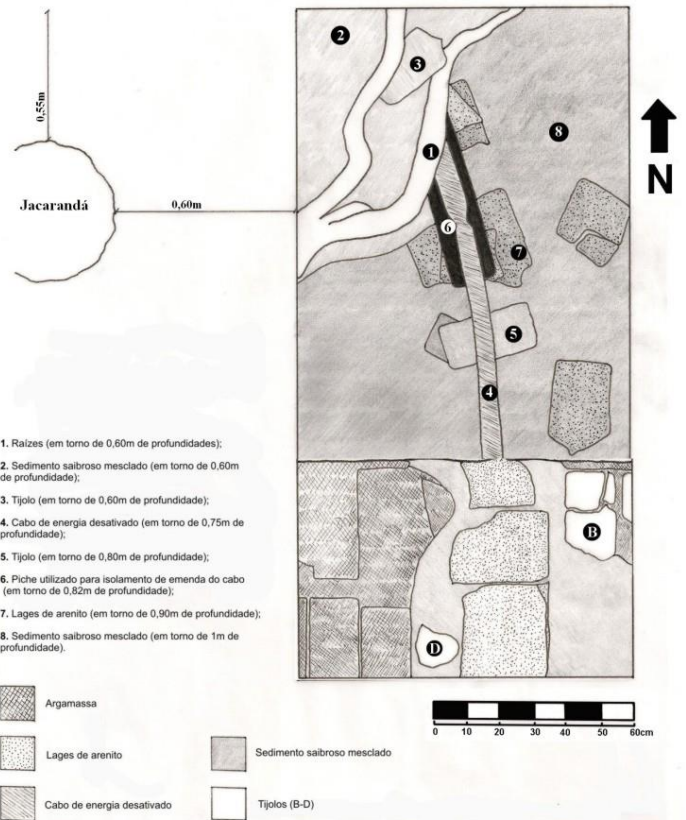 0,55m
Jacarandá
0,60m
2
3
1
8
6
7
5
4
B
D
N
1. Raízes (em torno de 0,60m de profundidades);
2. Sedimento saibroso mesclado (em torno de 0,60m
de profundidade);
3. Tijolo (em torno de 0,60m de profundidade);
4. Cabo de energia desativado (em torno de 0,75m de
profundidade);
5. Tijolo (em torno de 0,80m de profundidade);
6. Piche utilizado para isolamento de emenda do cabo
(em torno de 0,82m de profundidade);
7. Lages de arenito (em torno de 0,90m de profundidade);
8. Sedimento saibroso mesclado (em torno de 1m de
profundidade).
0 10 20 30 40 50 60cm
Argamassa
Lages de arenito
Sedimento saibroso mesclado
Cabo de energia desativado
Tijolos (B-D)